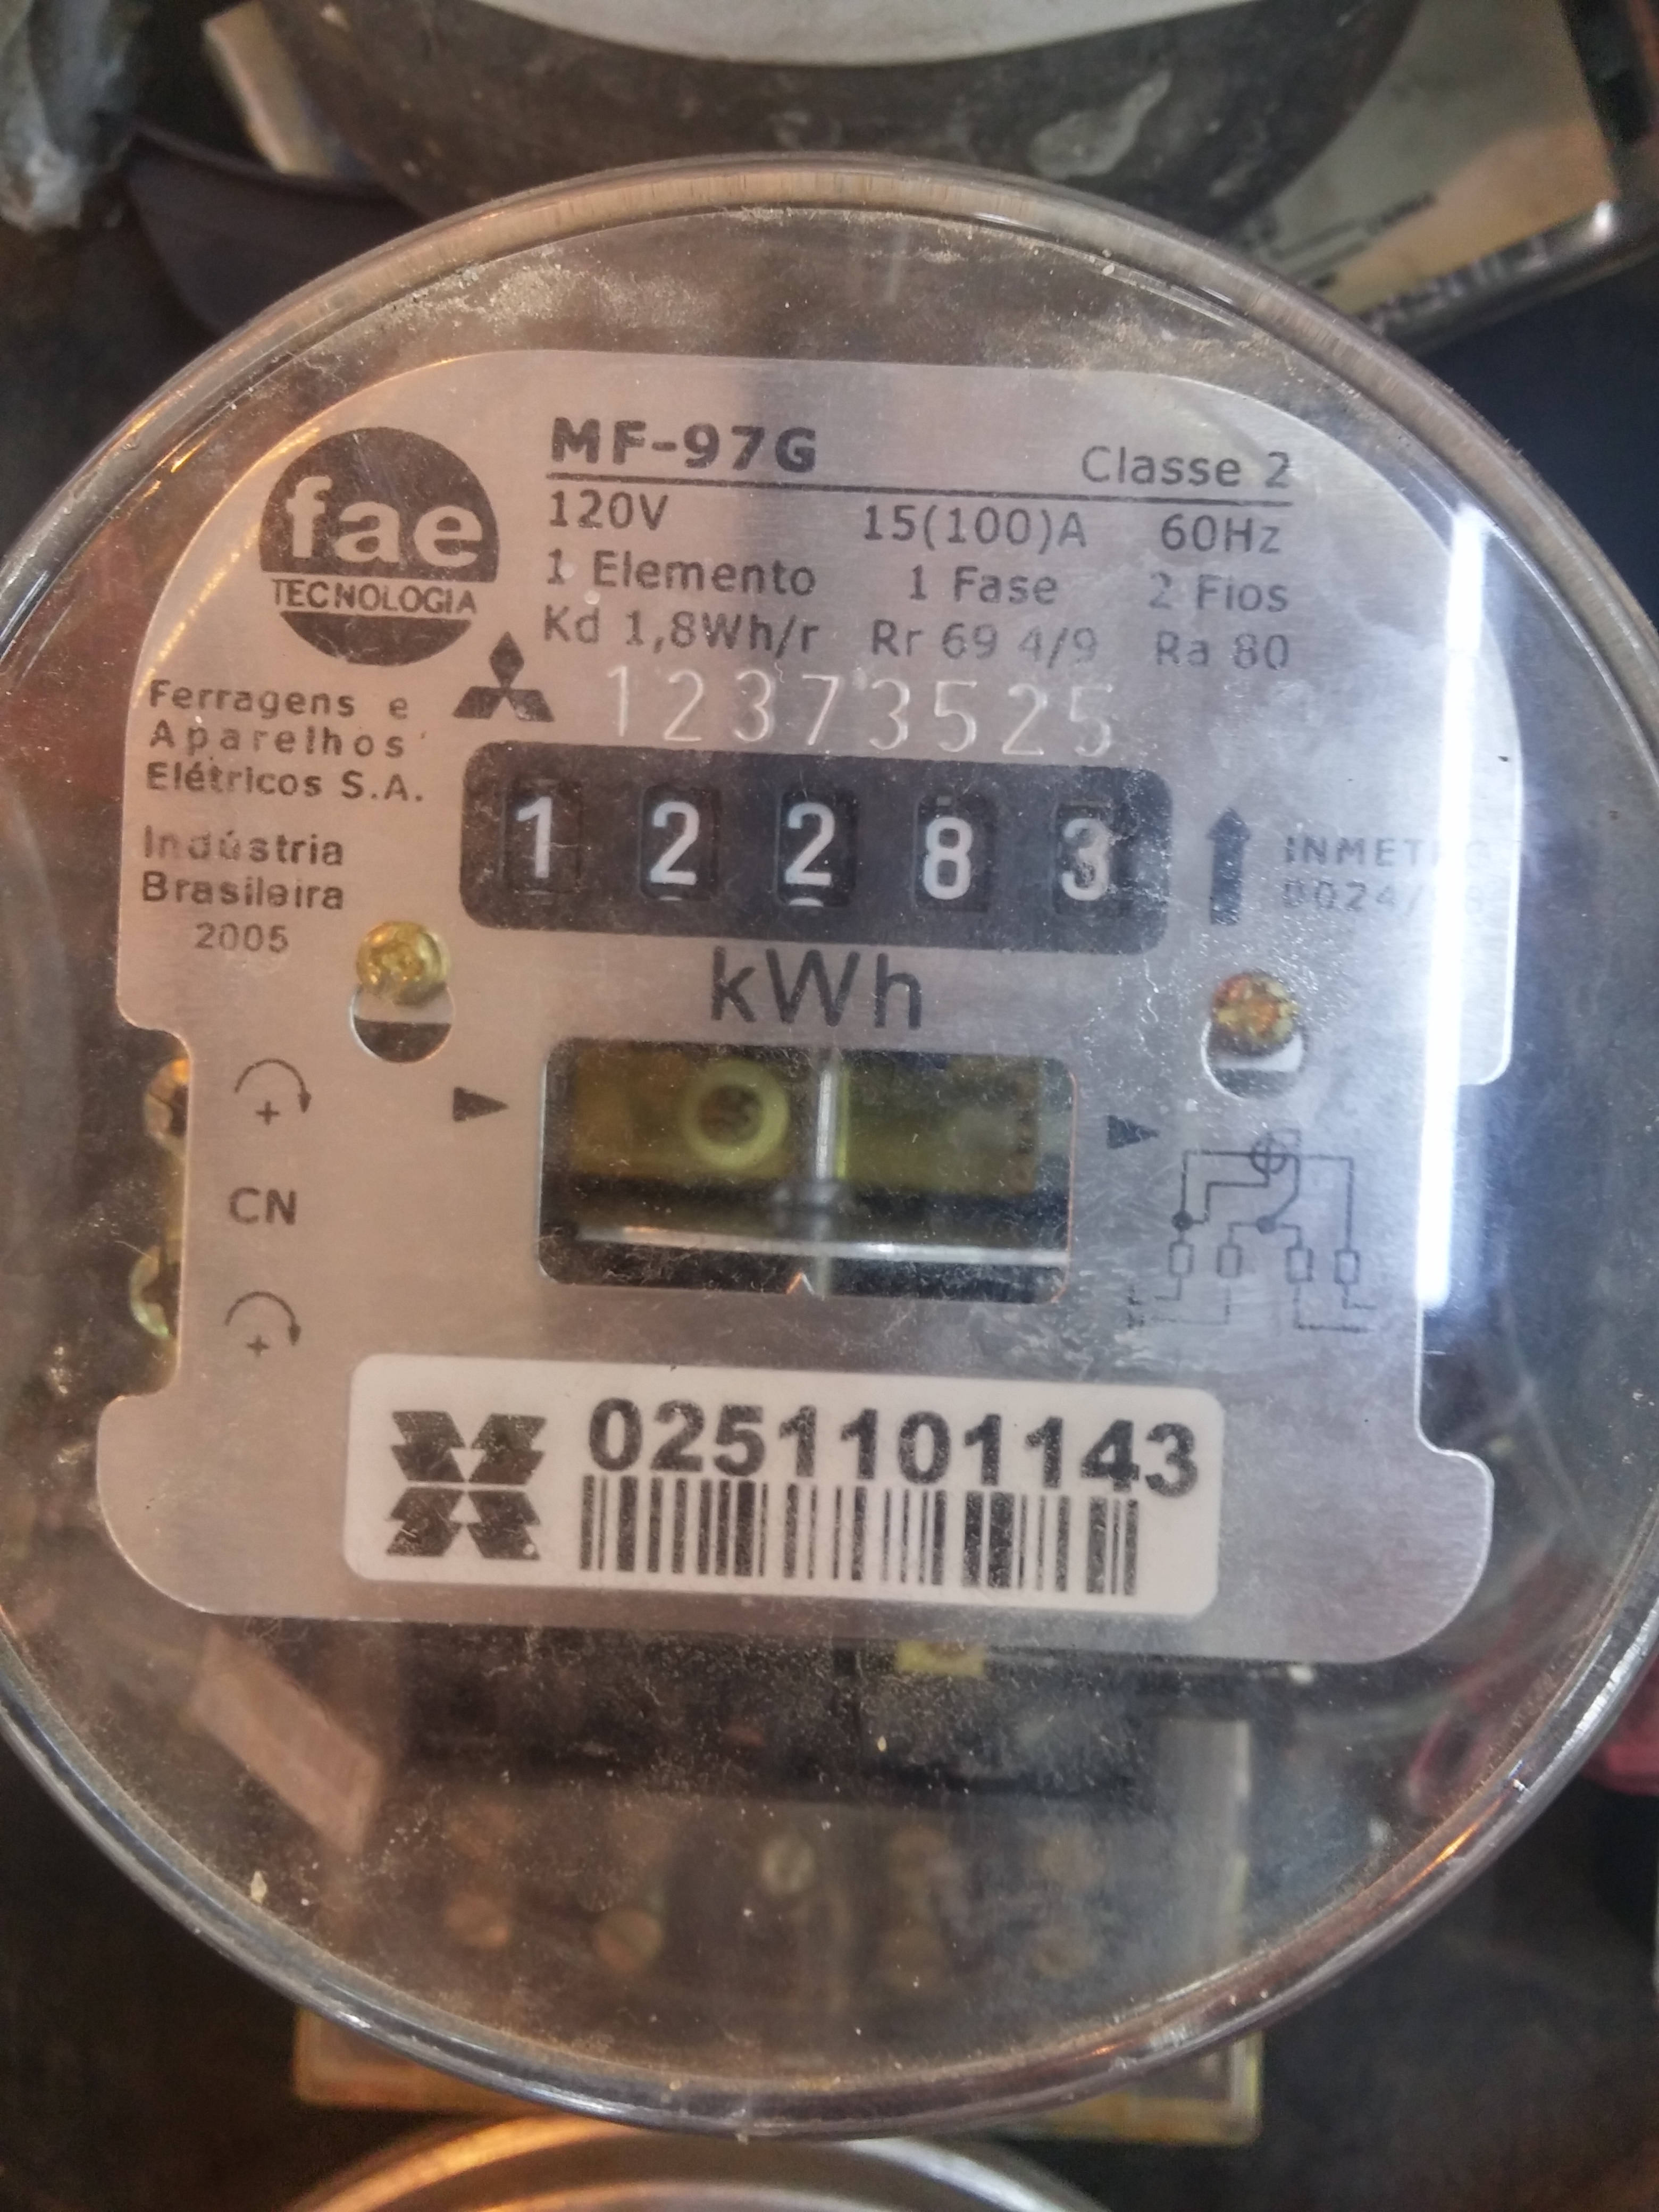 MF-97G
Classe 2
fae
TECNOLOGIA
120V 15(100)A 60Hz
1 Elemento 1 Fase 2 Fios
Kd 1,8Wh/r Rr 69 4/9 Ra 80
12373525
Ferragens e
Aparelhos
Elétricos S.A.
Indústria
Brasileira
2005
1 2 2 8 3
kWh
+
CN
+
0251101143